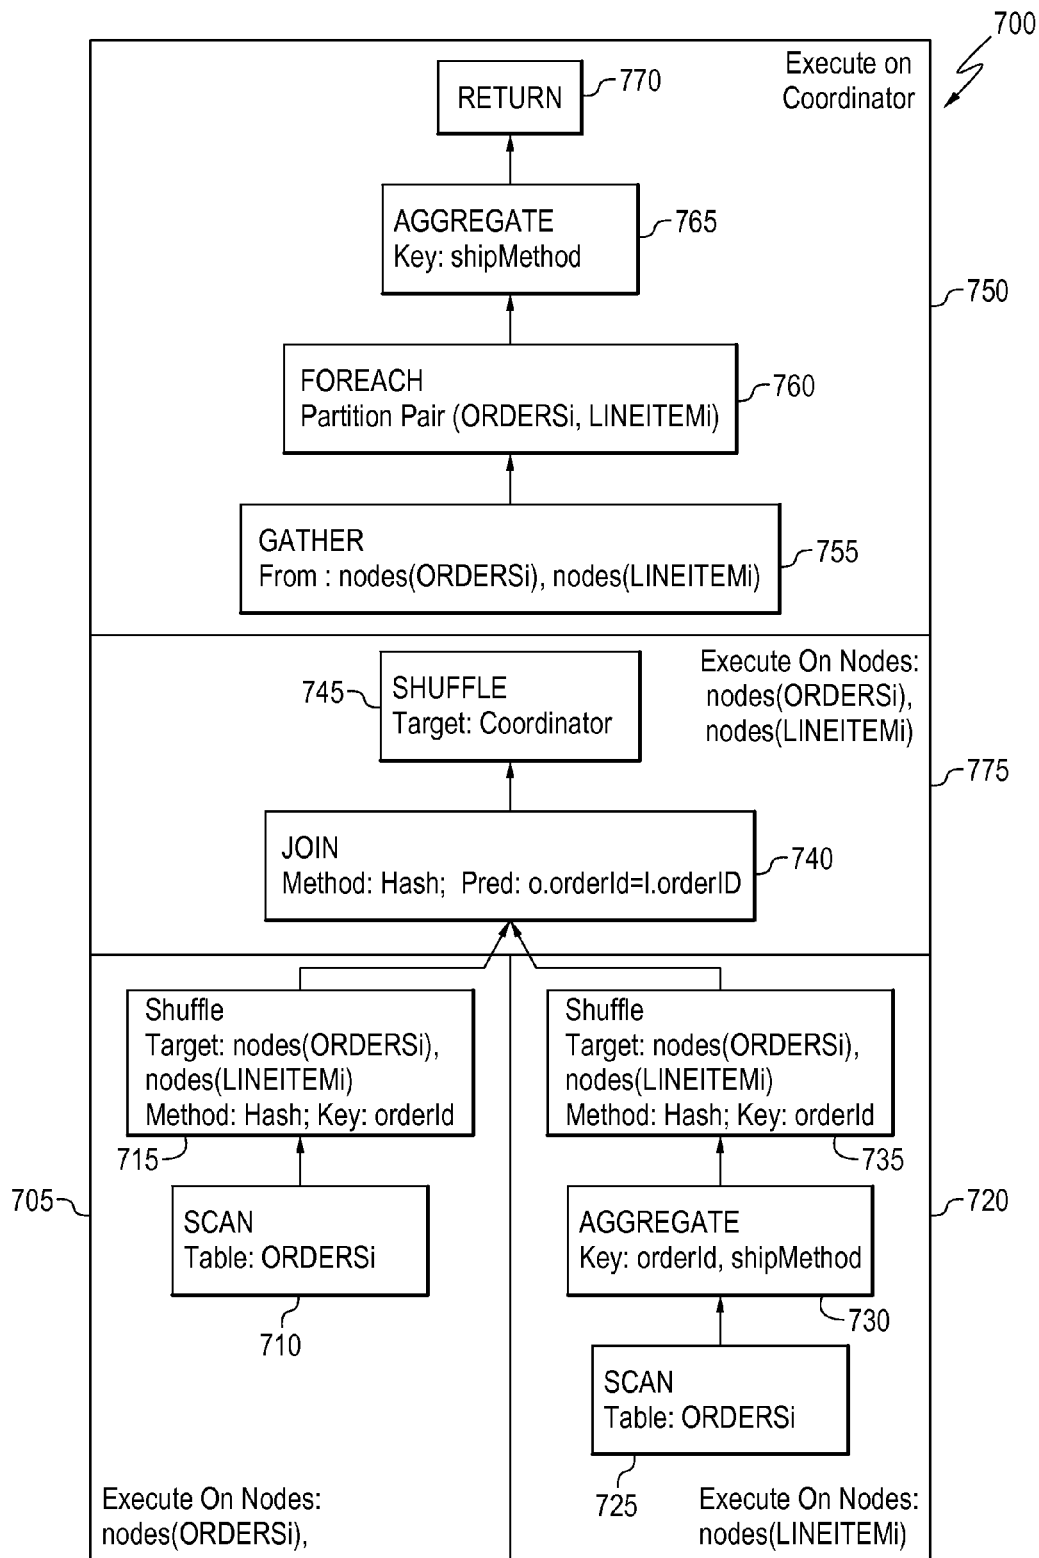 700
Execute on
Coordinator
RETURN
770
AGGREGATE
Key: shipMethod
765
750
FOREACH
Partition Pair (ORDERSi, LINEITEMi)
760
GATHER
From : nodes(ORDERSi), nodes(LINEITEMi)
755
Execute On Nodes:
nodes(ORDERSi),
nodes(LINEITEMi)
745
SHUFFLE
Target: Coordinator
775
JOIN
Method: Hash; Pred: o.orderId=l.orderID
740
Shuffle
Target: nodes(ORDERSi),
nodes(LINEITEMi)
Method: Hash; Key: orderId
715
Shuffle
Target: nodes(ORDERSi),
nodes(LINEITEMi)
Method: Hash; Key: orderId
735
705
SCAN
Table: ORDERSi
710
AGGREGATE
Key: orderId, shipMethod
730
720
SCAN
Table: ORDERSi
725
Execute On Nodes:
nodes(ORDERSi),
Execute On Nodes:
nodes(LINEITEMi)